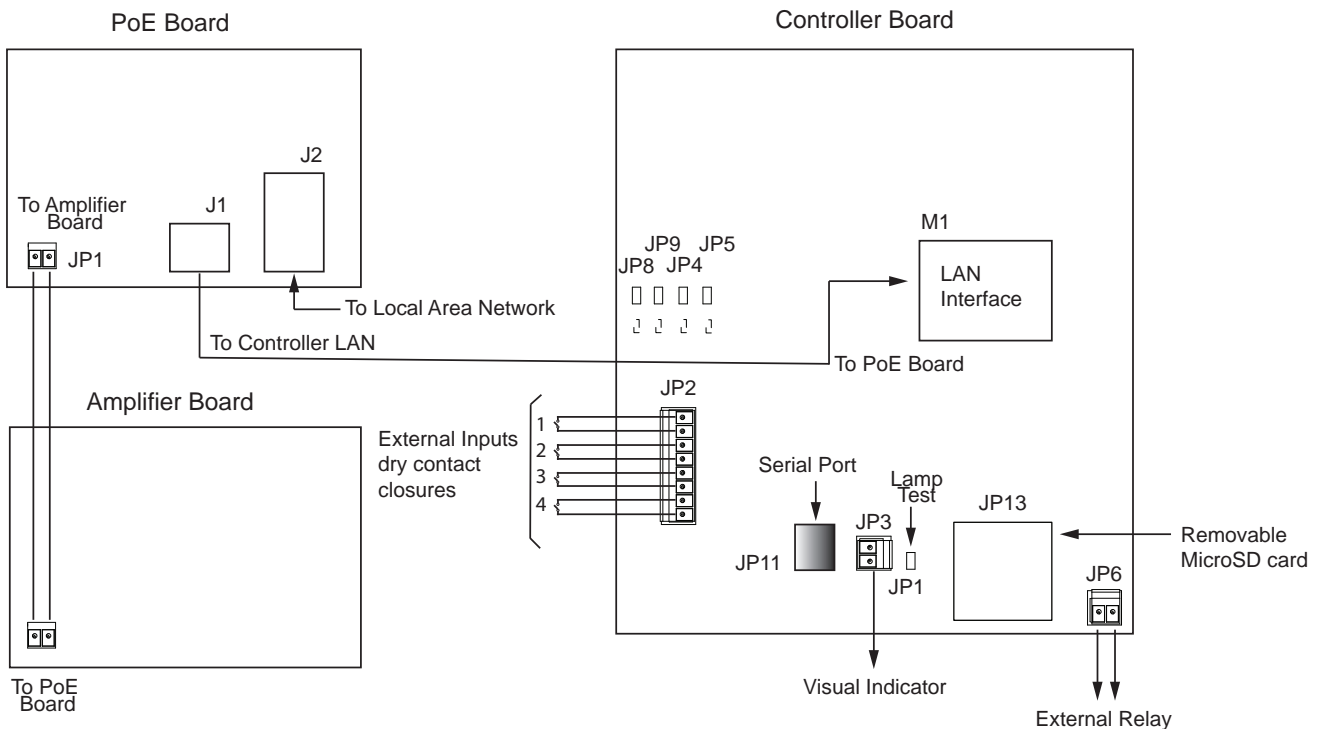 PoE Board
Controller Board
J2
To Amplifier
Board
J1
JP1
To Local Area Network
To Controller LAN
M1
LAN
Interface
JP9 JP5
JP8 JP4
To PoE Board
Amplifier Board
JP2
External Inputs
dry contact
closures
1
2
3
4
Serial Port
Lamp
Test
JP13
JP3
JP11
JP1
Removable
MicroSD card
JP6
To PoE
Board
Visual Indicator
External Relay